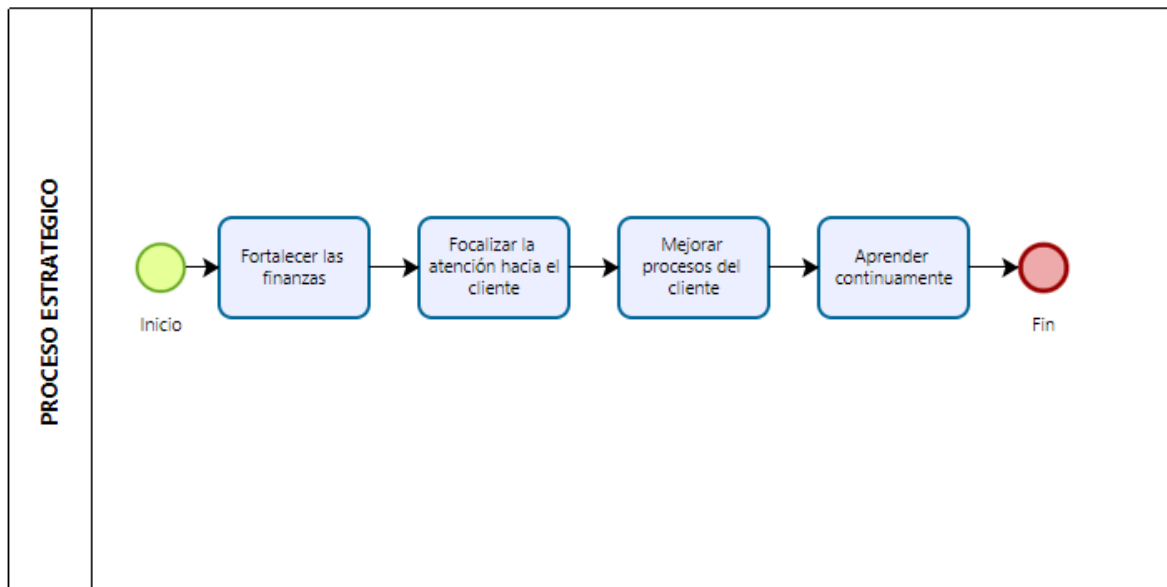 PROCESO ESTRATEGICO
Inicio
Fortalecer las
finanzas
Focalizar la
atención hacia el
cliente
Mejorar
procesos del
cliente
Aprender
continuamente
Fin